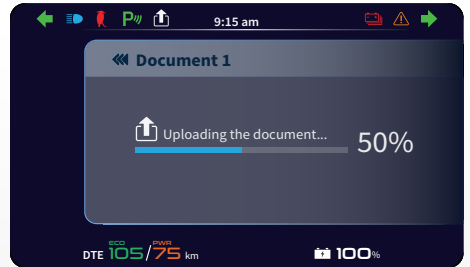 P
9:15 am
Document 1
Uploading the document...
50%
ECO PWR
DTE 105/75 km
100%